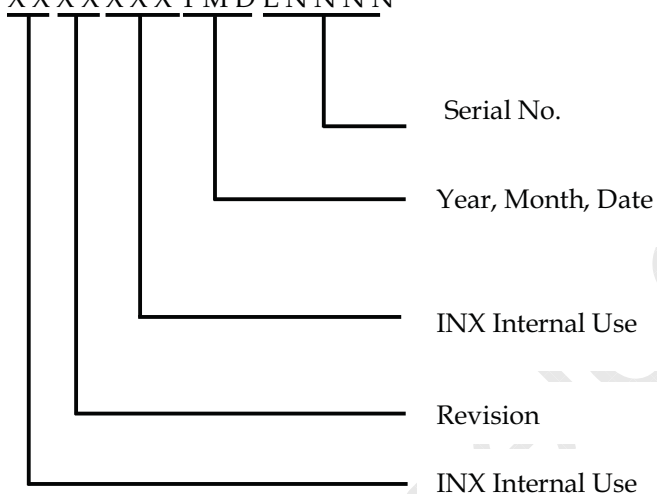 X X X X X X X Y M D L N N N N
Serial No.
Year, Month, Date
INX Internal Use
Revision
INX Internal Use